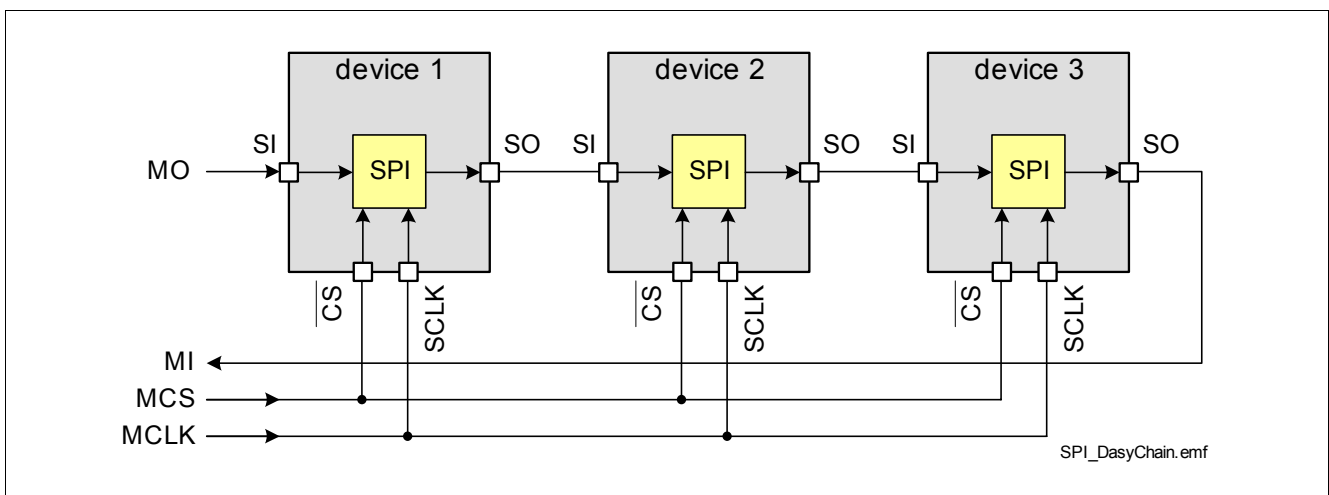 device 1 device 2 device 3
SI SO SI SO SI SO
MO SPI SPI SPI
CS SCLK CS SCLK CS SCLK
MI
MCS
MCLK
SPI_DasyChain.emf